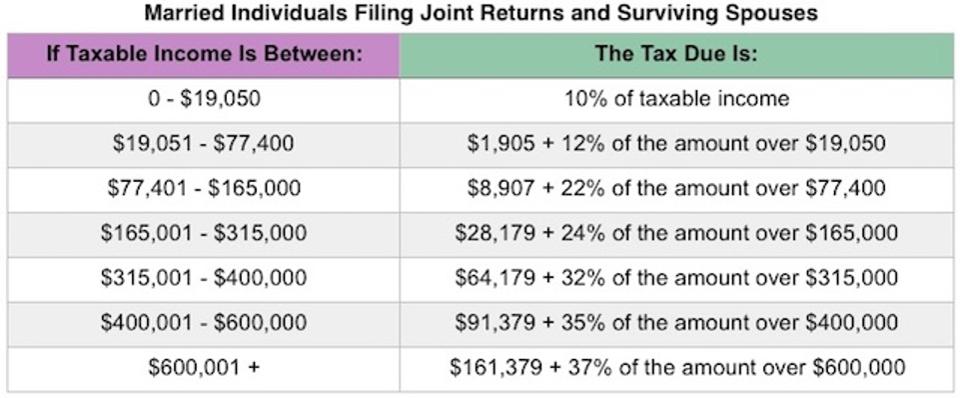 Married Individuals Filing Joint Returns and Surviving Spouses
If Taxable Income Is Between: The Tax Due Is:
0 - $19,050 10% of taxable income
$19,051 - $77,400 $1,905 + 12% of the amount over $19,050
$77,401 - $165,000 $8,907 + 22% of the amount over $77,400
$165,001 - $315,000 $28,179 + 24% of the amount over $165,000
$315,001 - $400,000 $64,179 + 32% of the amount over $315,000
$400,001 - $600,000 $91,379 + 35% of the amount over $400,000
$600,001 + $161,379 + 37% of the amount over $600,000